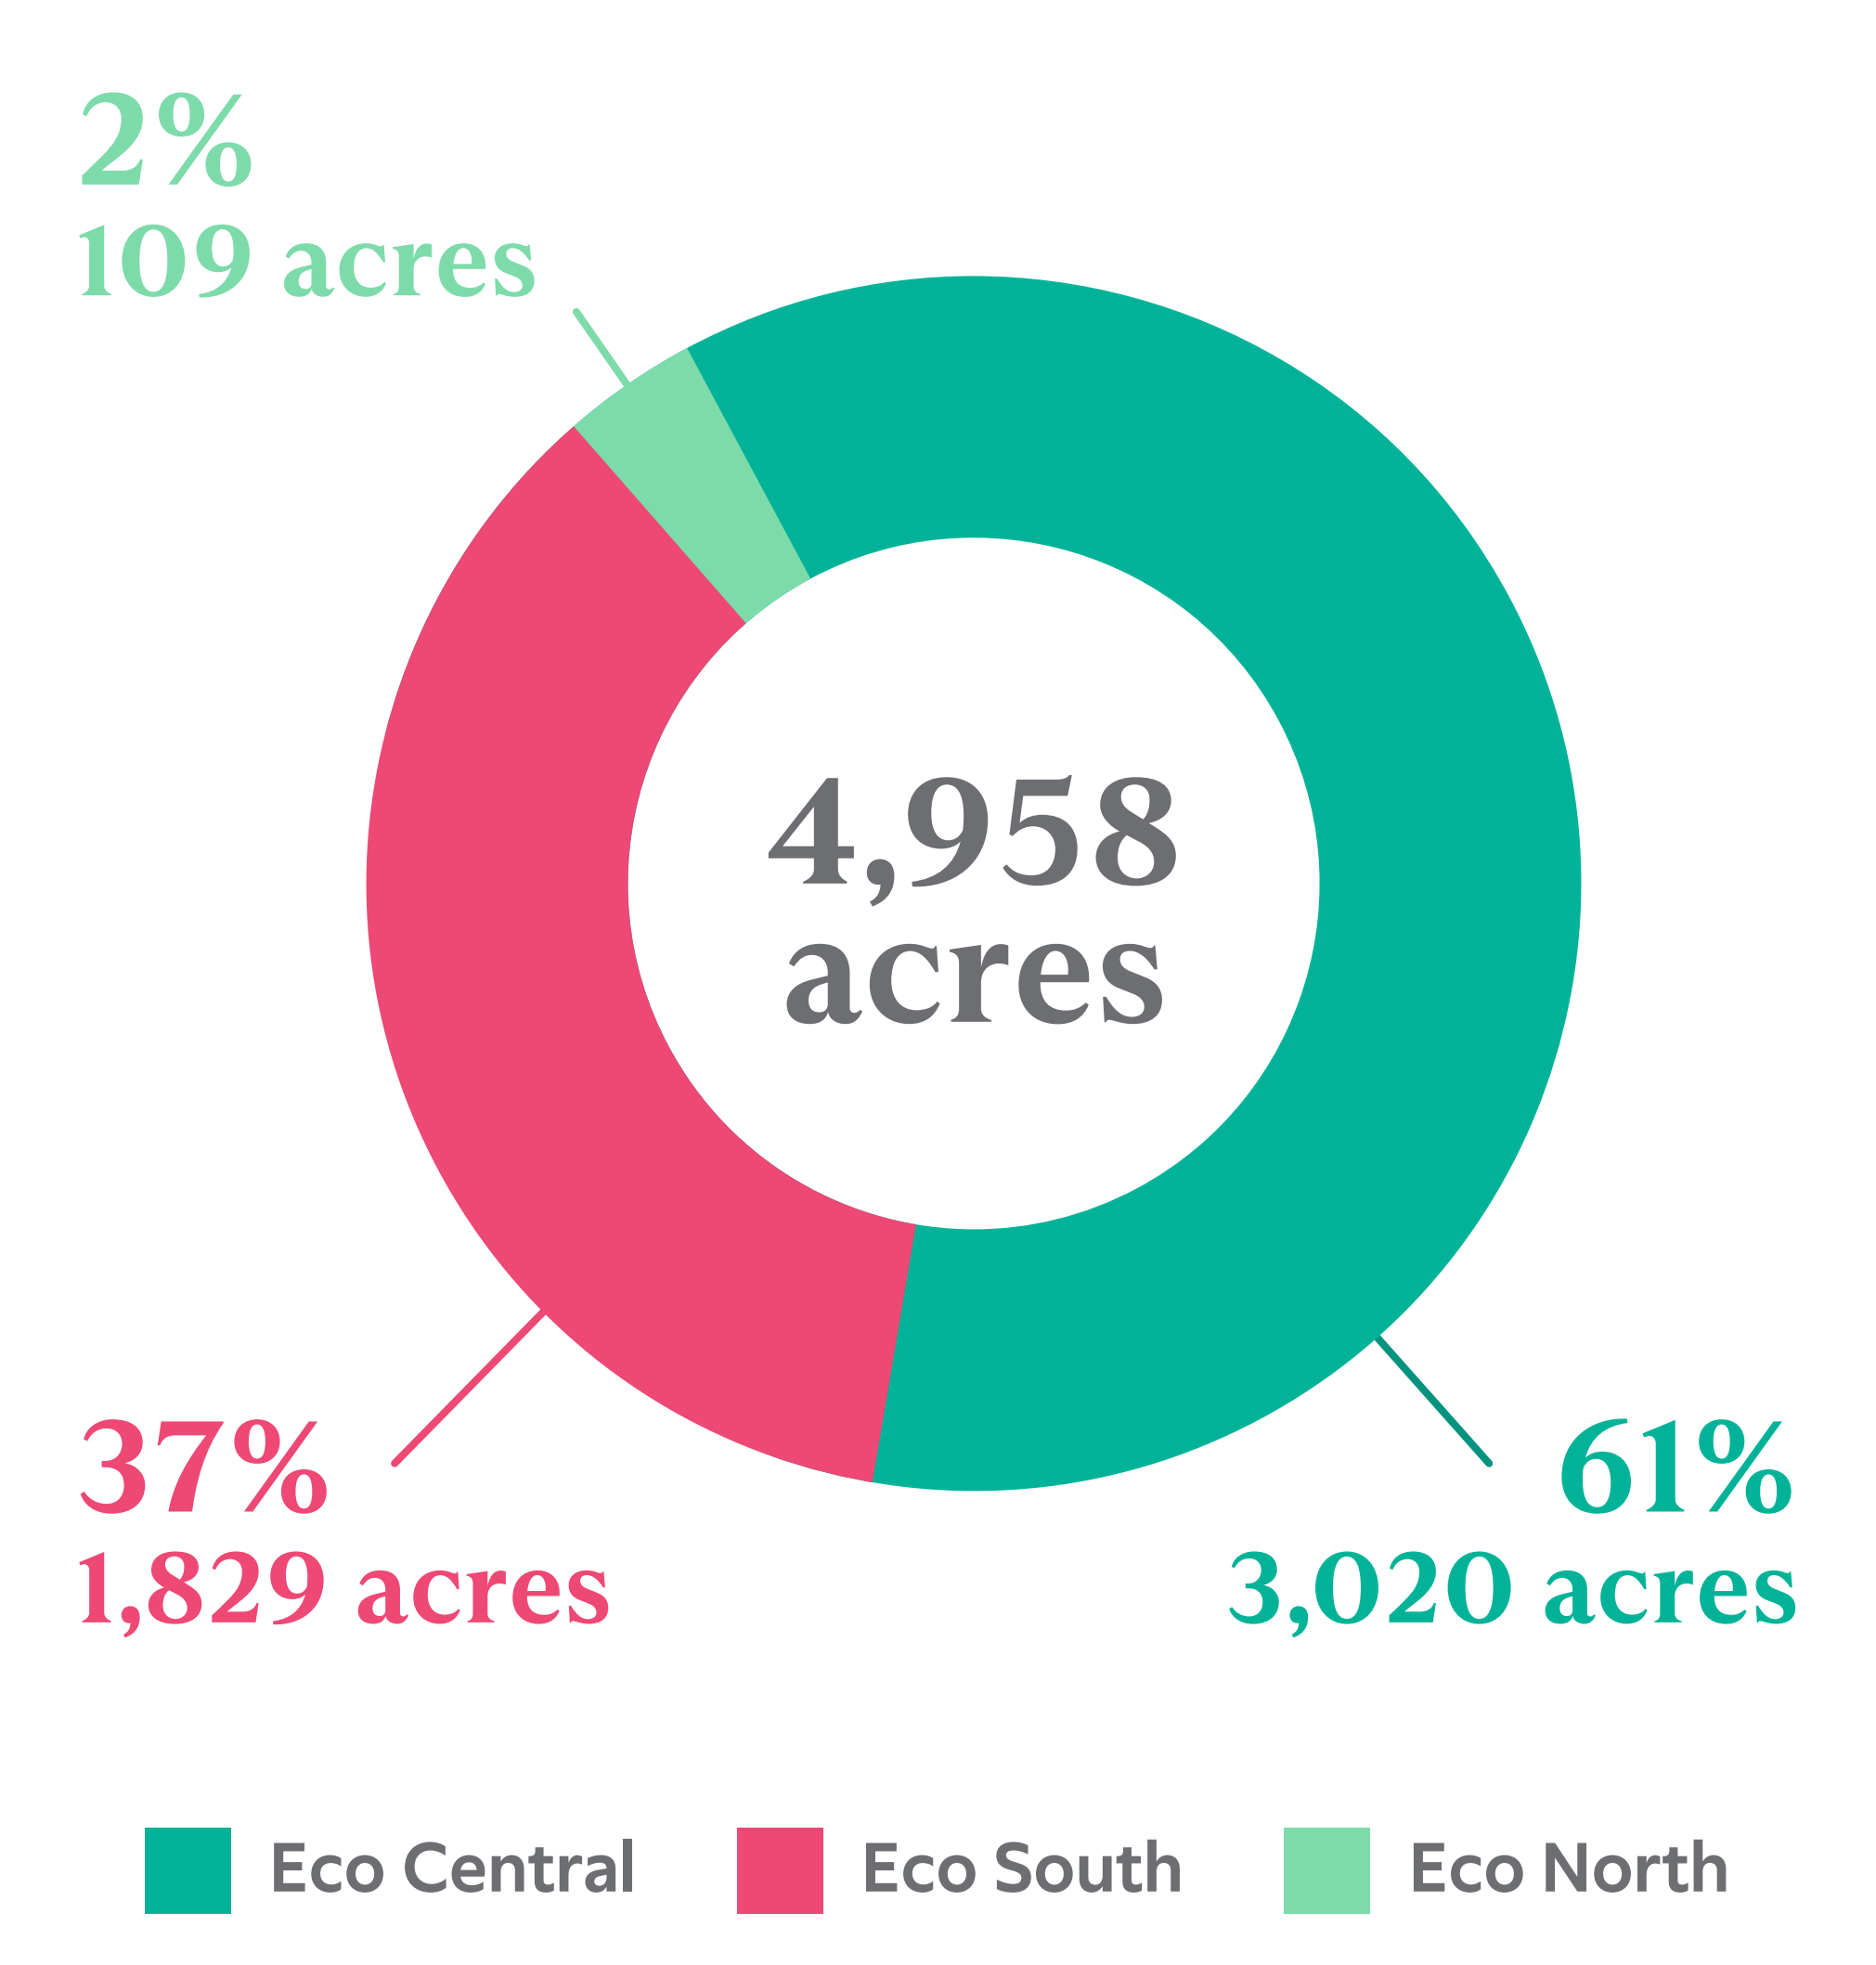 2%
109 acres
4,958
acres
37%
1,829 acres
61%
3,020 acres
Eco Central
Eco South
Eco North